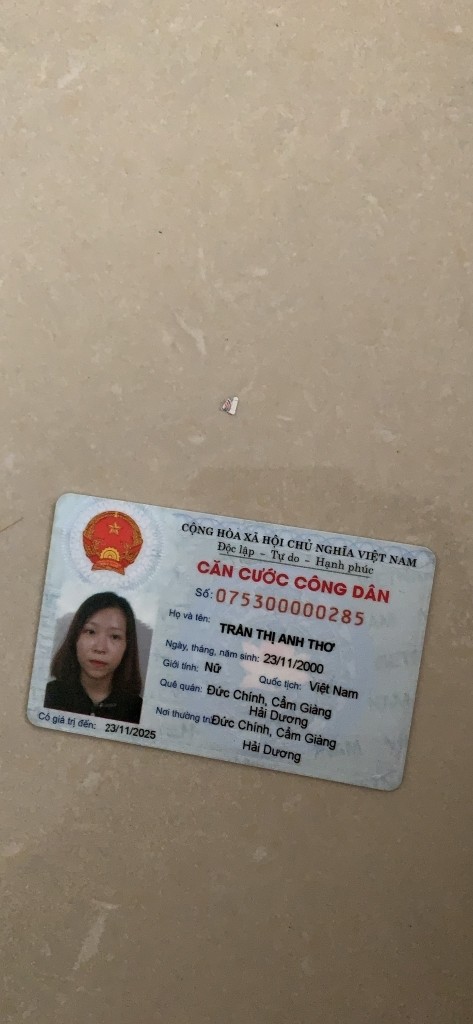 CỘNG HÒA XÃ HỘI CHỦ NGHĨA VIỆT NAM
Độc lập - Tự do - Hạnh phúc
CĂN CƯỚC CÔNG DÂN
Số: 075300000285
Họ và tên:
TRẦN THỊ ANH THƠ
Ngày, tháng, năm sinh: 23/11/2000
Giới tính: Nữ Quốc tịch: Việt Nam
Quê quán: Đức Chính, Cẩm Giàng
Hải Dương
Nơi thường trú: Đức Chính, Cẩm Giàng
Hải Dương
Có giá trị đến: 23/11/2025